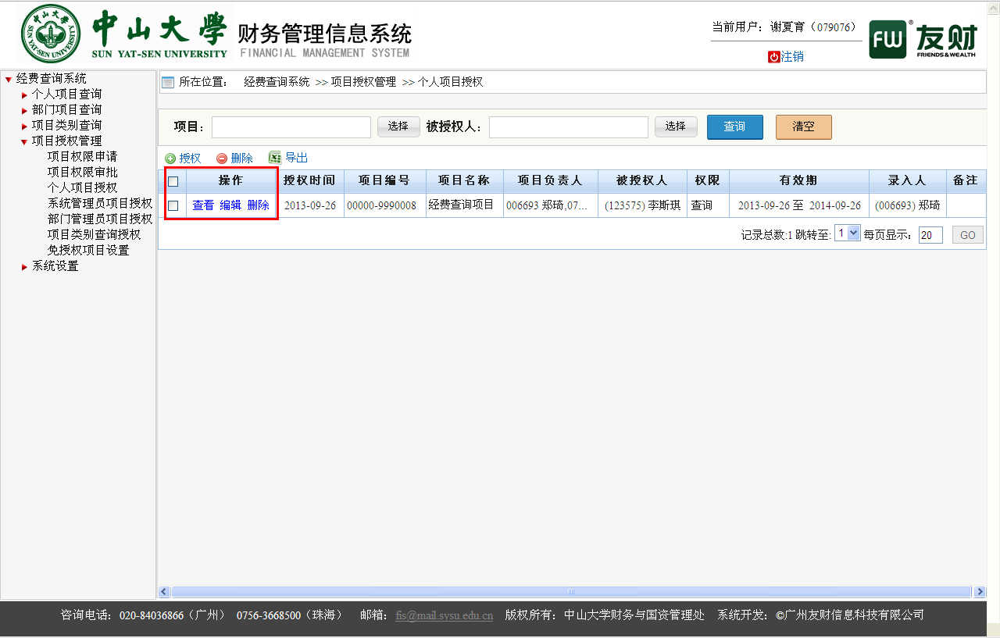 中山大學
SUN YAT-SEN UNIVERSITY
财务管理信息系统
FINANCIAL MANAGEMENT SYSTEM
当前用户：谢夏育（079076）
注销
FW
®
友财
FRIENDS&WEALTH
经费查询系统
个人项目查询
部门项目查询
项目类别查询
项目授权管理
项目权限申请
项目权限审批
个人项目授权
系统管理员项目授权
部门管理员项目授权
项目类别查询授权
免授权项目设置
系统设置
所在位置： 经费查询系统 >> 项目授权管理 >> 个人项目授权
项目： 选择 被授权人： 选择 查询 清空
授权 删除 导出
操作 授权时间 项目编号 项目名称 项目负责人 被授权人 权限 有效期 录入人 备注
查看 编辑 删除 2013-09-26 00000-9990008 经费查询项目 006693 郑琦,07... (123575) 李斯琪 查询 2013-09-26 至 2014-09-26 (006693) 郑琦
记录总数:1 跳转至: 1 每页显示： 20 GO
咨询电话：020-84036866（广州） 0756-3668500（珠海） 邮箱：fis@mail.sysu.edu.cn 版权所有：中山大学财务与国资管理处 系统开发：©广州友财信息科技有限公司